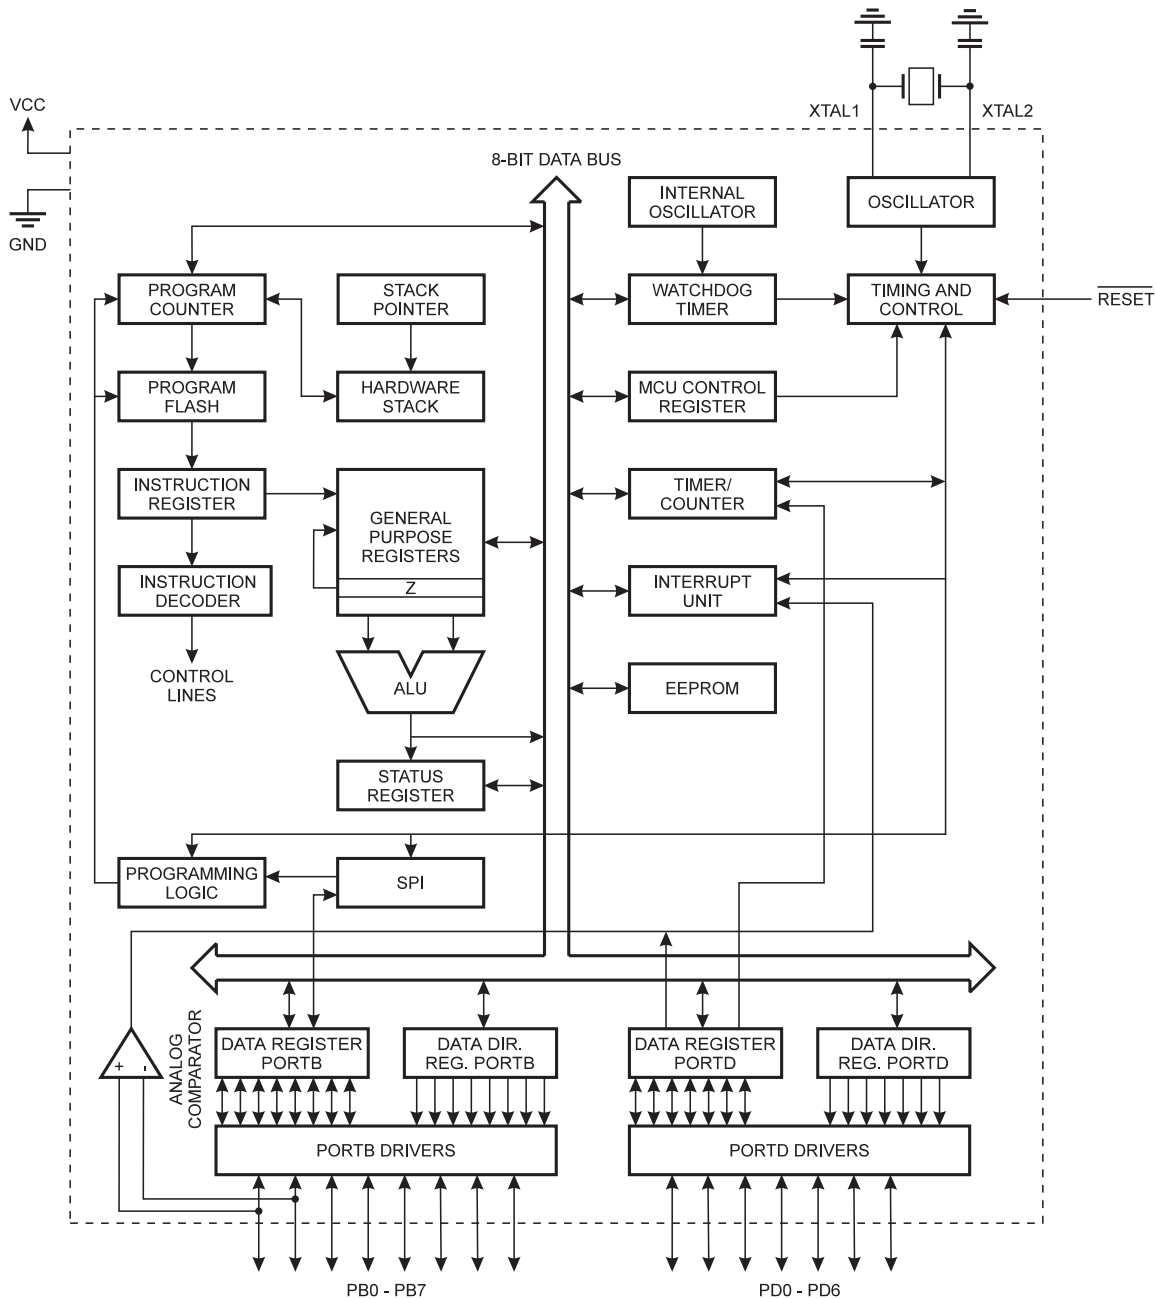 XTAL1
XTAL2
VCC
GND
8-BIT DATA BUS
INTERNAL
OSCILLATOR
OSCILLATOR
PROGRAM
COUNTER
STACK
POINTER
WATCHDOG
TIMER
TIMING AND
CONTROL
RESET
PROGRAM
FLASH
HARDWARE
STACK
MCU CONTROL
REGISTER
INSTRUCTION
REGISTER
GENERAL
PURPOSE
REGISTERS
Z
TIMER/
COUNTER
INSTRUCTION
DECODER
INTERRUPT
UNIT
CONTROL
LINES
ALU
EEPROM
STATUS
REGISTER
PROGRAMMING
LOGIC
SPI
+
-
ANALOG
COMPARATOR
DATA REGISTER
PORTB
DATA DIR.
REG. PORTB
DATA REGISTER
PORTD
DATA DIR.
REG. PORTD
PORTB DRIVERS
PORTD DRIVERS
PB0 - PB7
PD0 - PD6